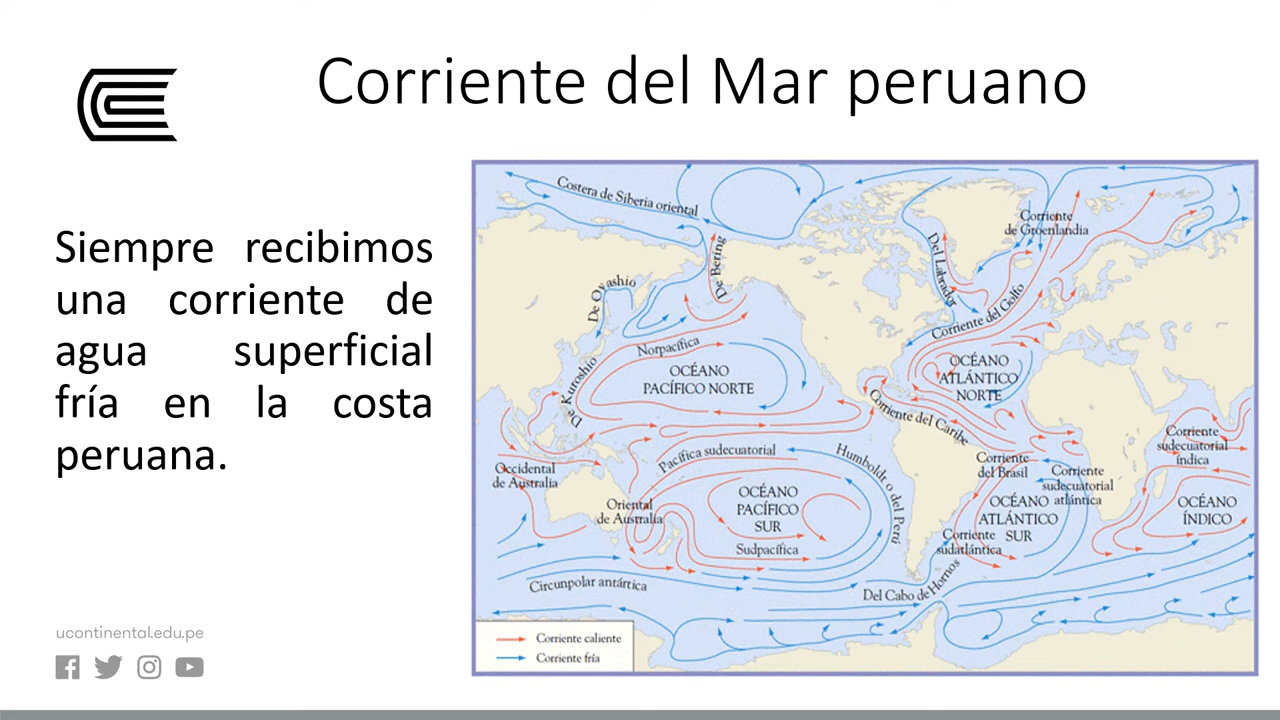 Corriente del Mar peruano
Siempre recibimos
una corriente de
agua superficial
fría en la costa
peruana.
ucontinental.edu.pe
Costera de Siberia oriental
De Bering
De Oyashio
De Kuroshio
Norpacífica
OCÉANO
PACÍFICO NORTE
Corriente
de Groenlandia
Del Labrador
Corriente del Golfo
OCÉANO
ATLÁNTICO
NORTE
Corriente del Caribe
Pacífica sudecuatorial
Humboldt o del Perú
Occidental
de Australia
Oriental
de Australia
OCÉANO
PACÍFICO
SUR
Sudpacífica
Corriente
del Brasil
Corriente
sudecuatorial
atlántica
OCÉANO
ATLÁNTICO
SUR
Corriente
sudatlántica
Corriente
sudecuatorial
índica
OCÉANO
ÍNDICO
Circunpolar antártica
Del Cabo de Hornos
Corriente caliente
Corriente fría